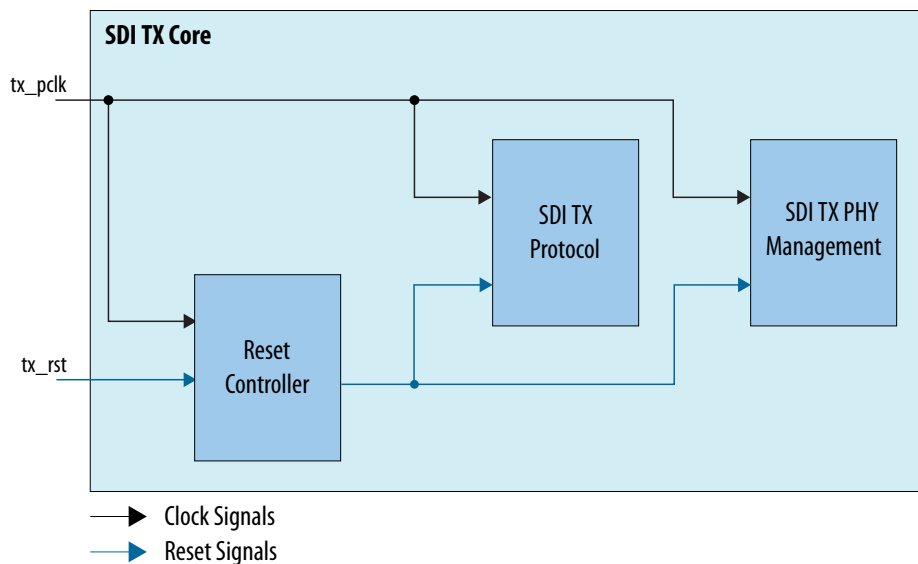 SDI TX Core
tx_pclk
SDI TX
Protocol
SDI TX PHY
Management
Reset
Controller
tx_rst
Clock Signals
Reset Signals